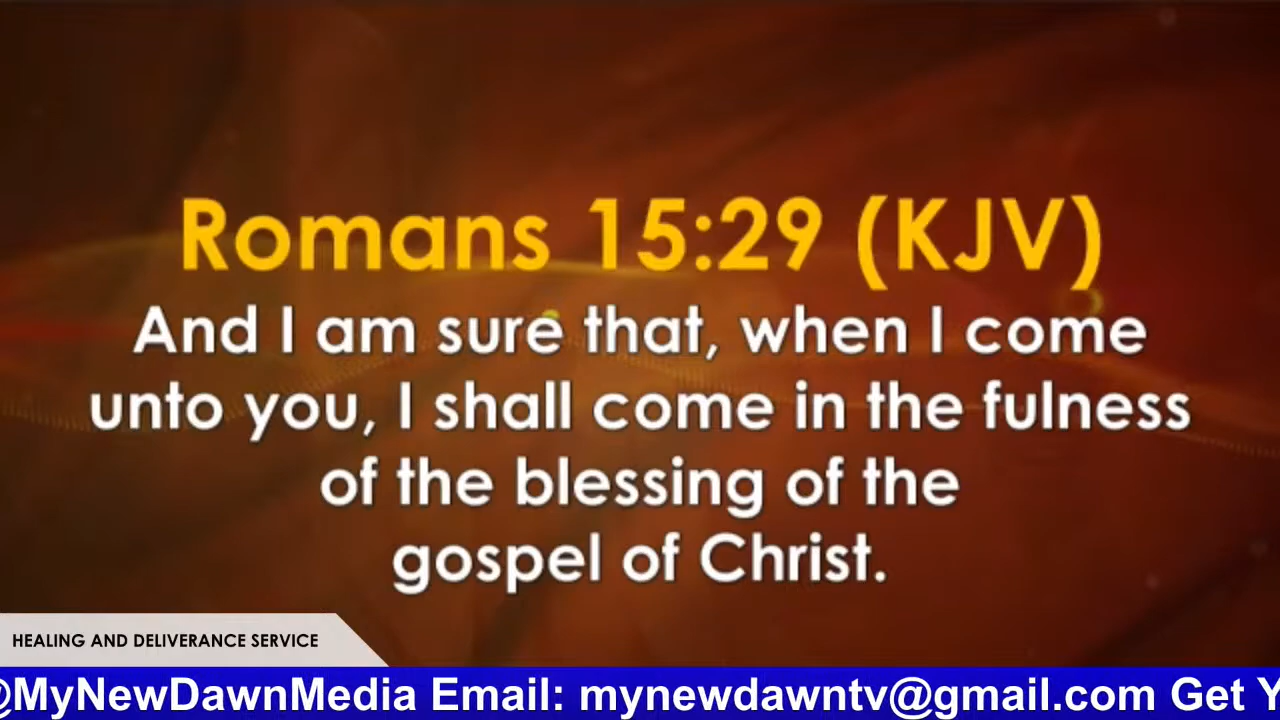 Romans 15:29 (KJV)
And I am sure that, when I come
unto you, I shall come in the fulness
of the blessing of the
gospel of Christ.
HEALING AND DELIVERANCE SERVICE
@MyNewDawnMedia Email: mynewdawntv@gmail.com Get Y